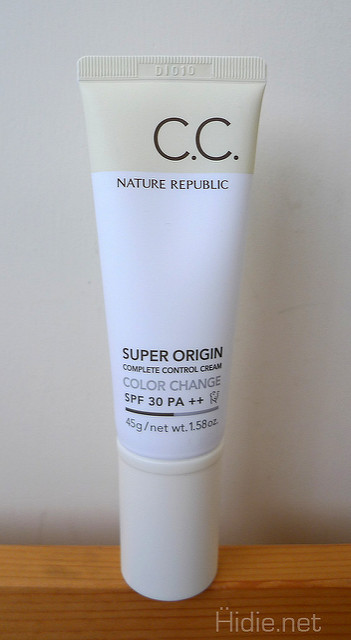 D1010
C.C.
NATURE REPUBLIC
SUPER ORIGIN
COMPLETE CONTROL CREAM
COLOR CHANGE
SPF 30 PA ++
45g/net wt.1.58oz.
Hidie.net